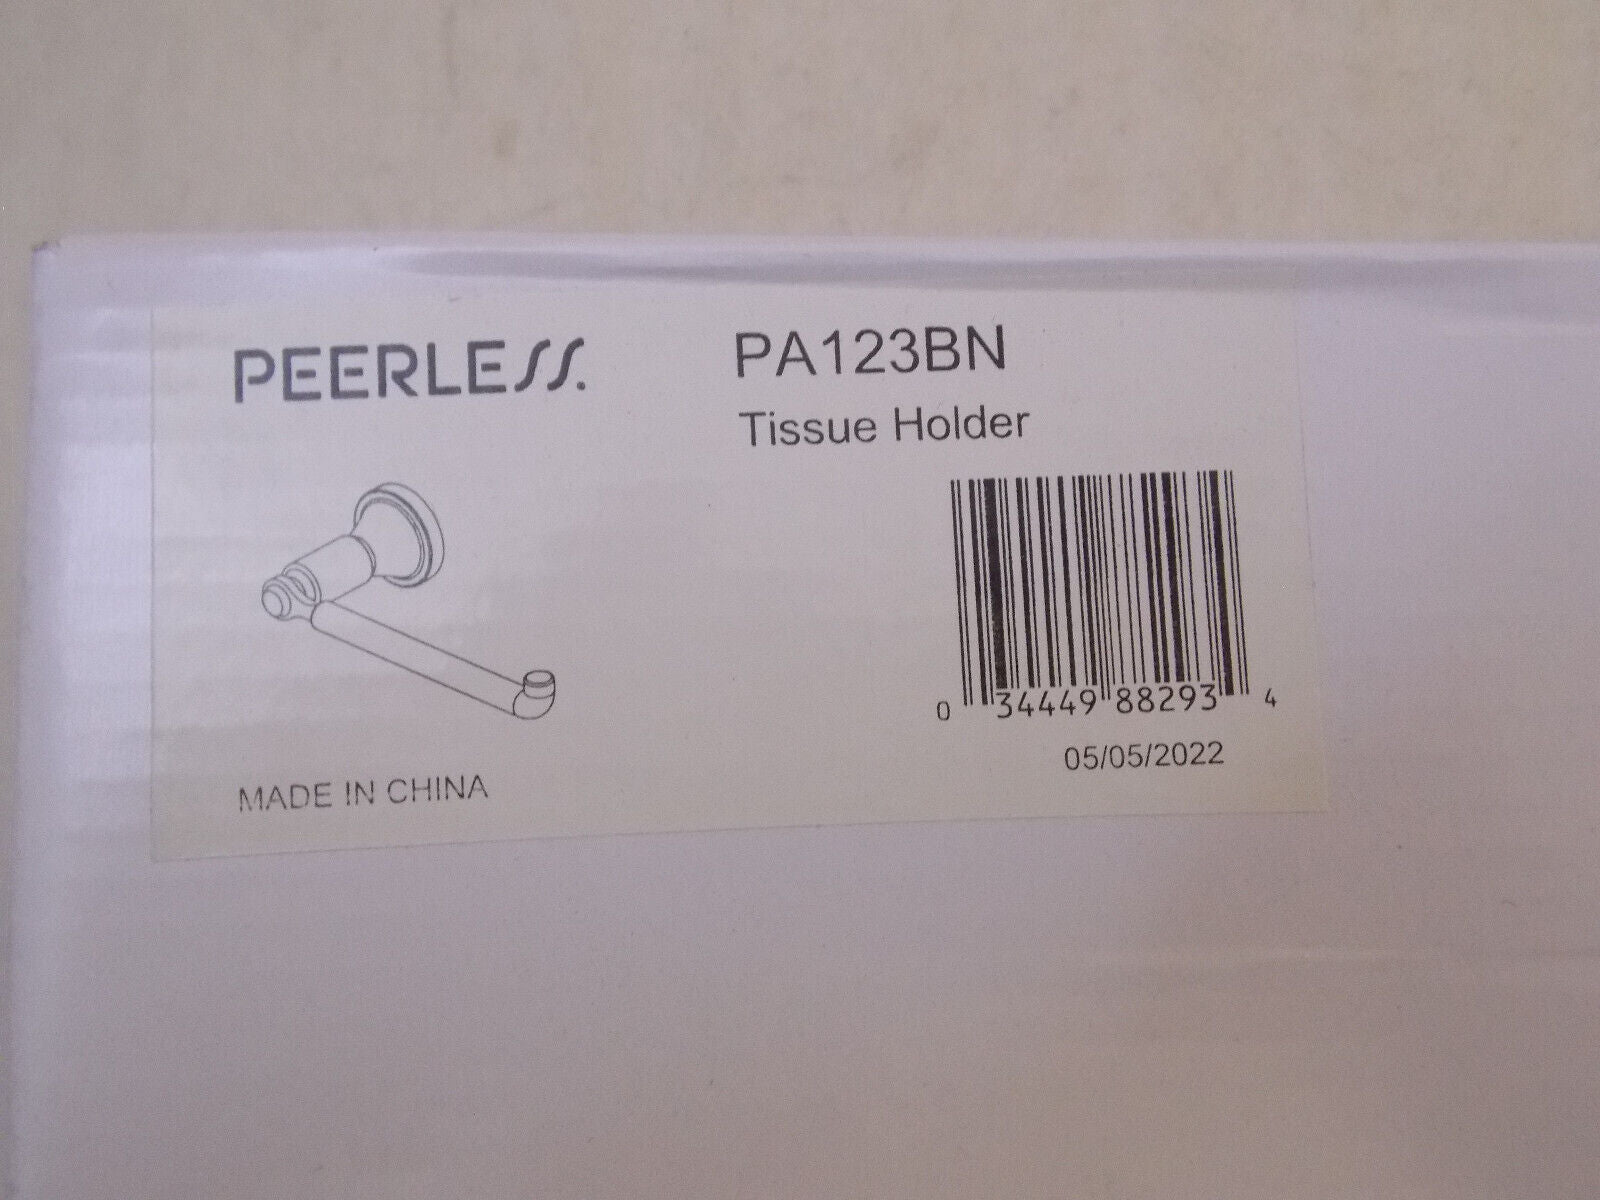 PEERLESS.
PA123BN
Tissue Holder
0 34449 88293 4
05/05/2022
MADE IN CHINA